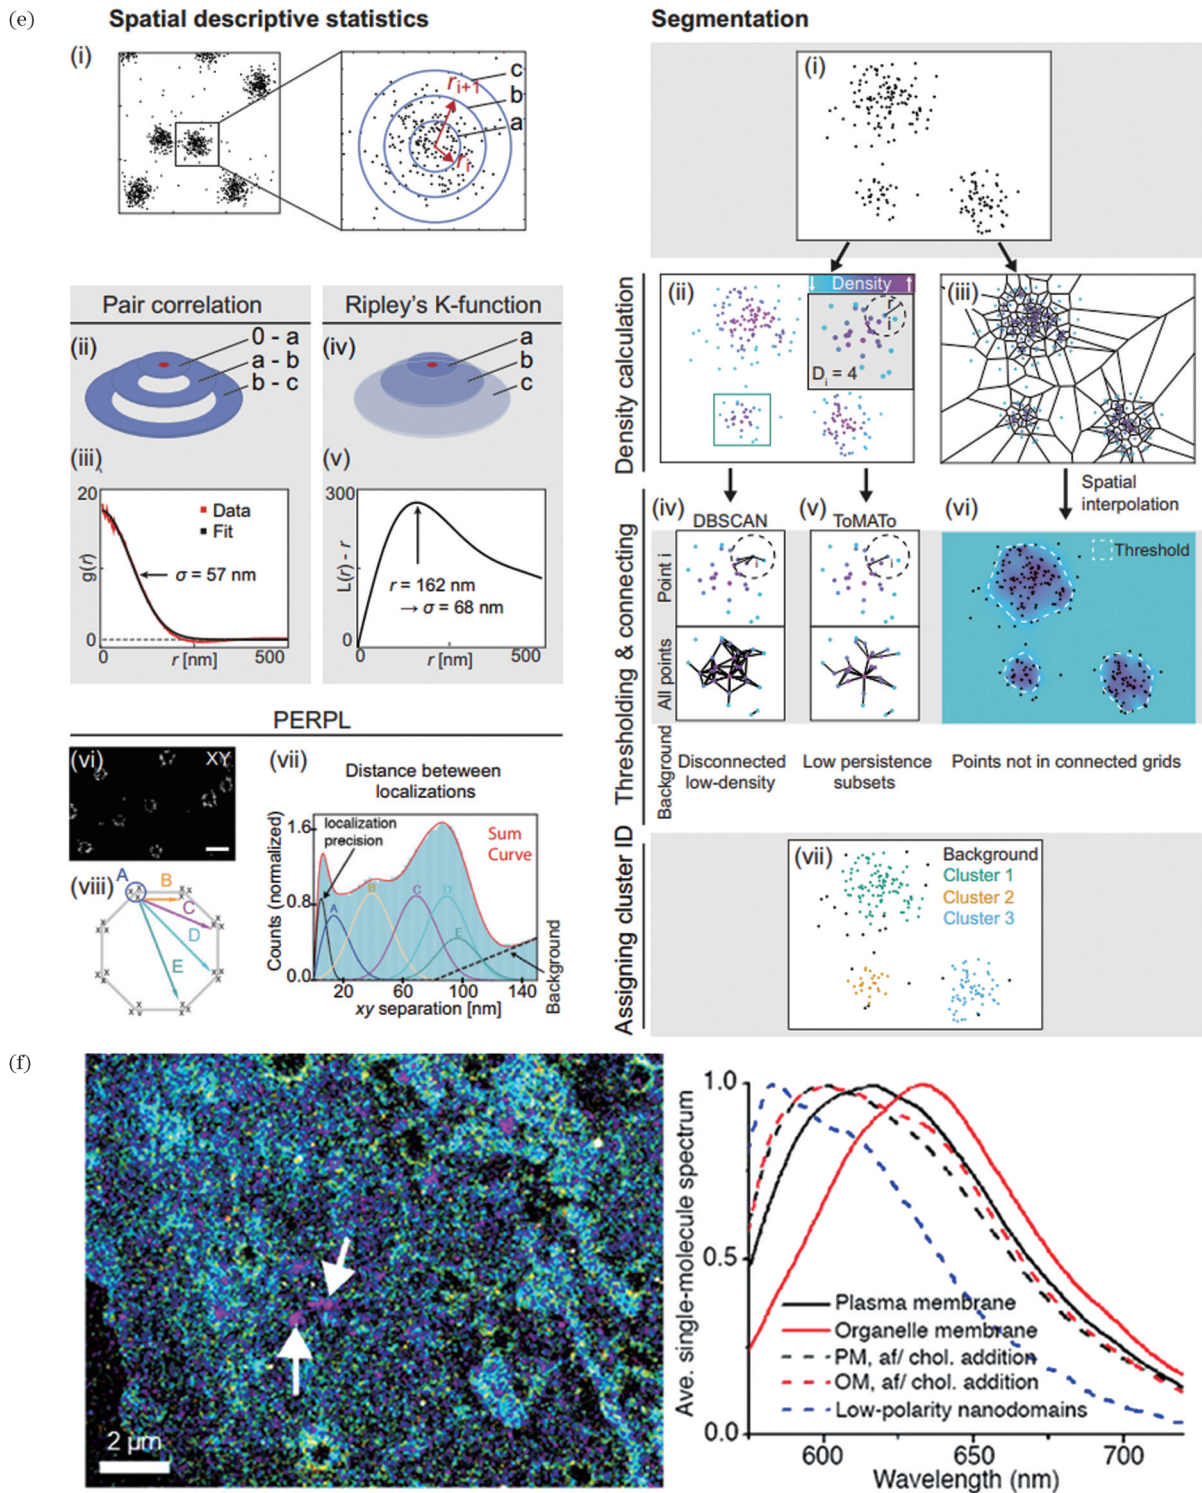 (e)
Spatial descriptive statistics
(i)
c
b
a
r i+1
r i
Pair correlation
Ripley's K-function
(ii)
0 - a
a - b
b - c
(iv)
a
b
c
(iii)
20
g(r)
0
0
r [nm]
500
Data
Fit
σ = 57 nm
(v)
300
L(r) - r
0
0
r [nm]
500
r = 162 nm
→ σ = 68 nm
PERPL
(vi)
XY
(vii)
Distance beteween
localizations
localization
precision
Sum
Curve
Counts (normalized)
1.6
0.8
0.0
A
B
C
D
E
20
60
100
140
xy separation [nm]
Background
(viii)
A
B
C
D
E
Segmentation
(i)
Density calculation
(ii)
Density
r
i
D i = 4
(iii)
Thresholding & connecting
(iv)
DBSCAN
(v)
ToMATo
Spatial
interpolation
(vi)
Threshold
Point i
i
i
All points
Background
Disconnected
low-density
Low persistence
subsets
Points not in connected grids
Assigning cluster ID
(vii)
Background
Cluster 1
Cluster 2
Cluster 3
(f)
2 μm
Ave. single-molecule spectrum
1.0
0.5
0.0
Plasma membrane
Organelle membrane
PM, af/ chol. addition
OM, af/ chol. addition
Low-polarity nanodomains
600
650
700
Wavelength (nm)